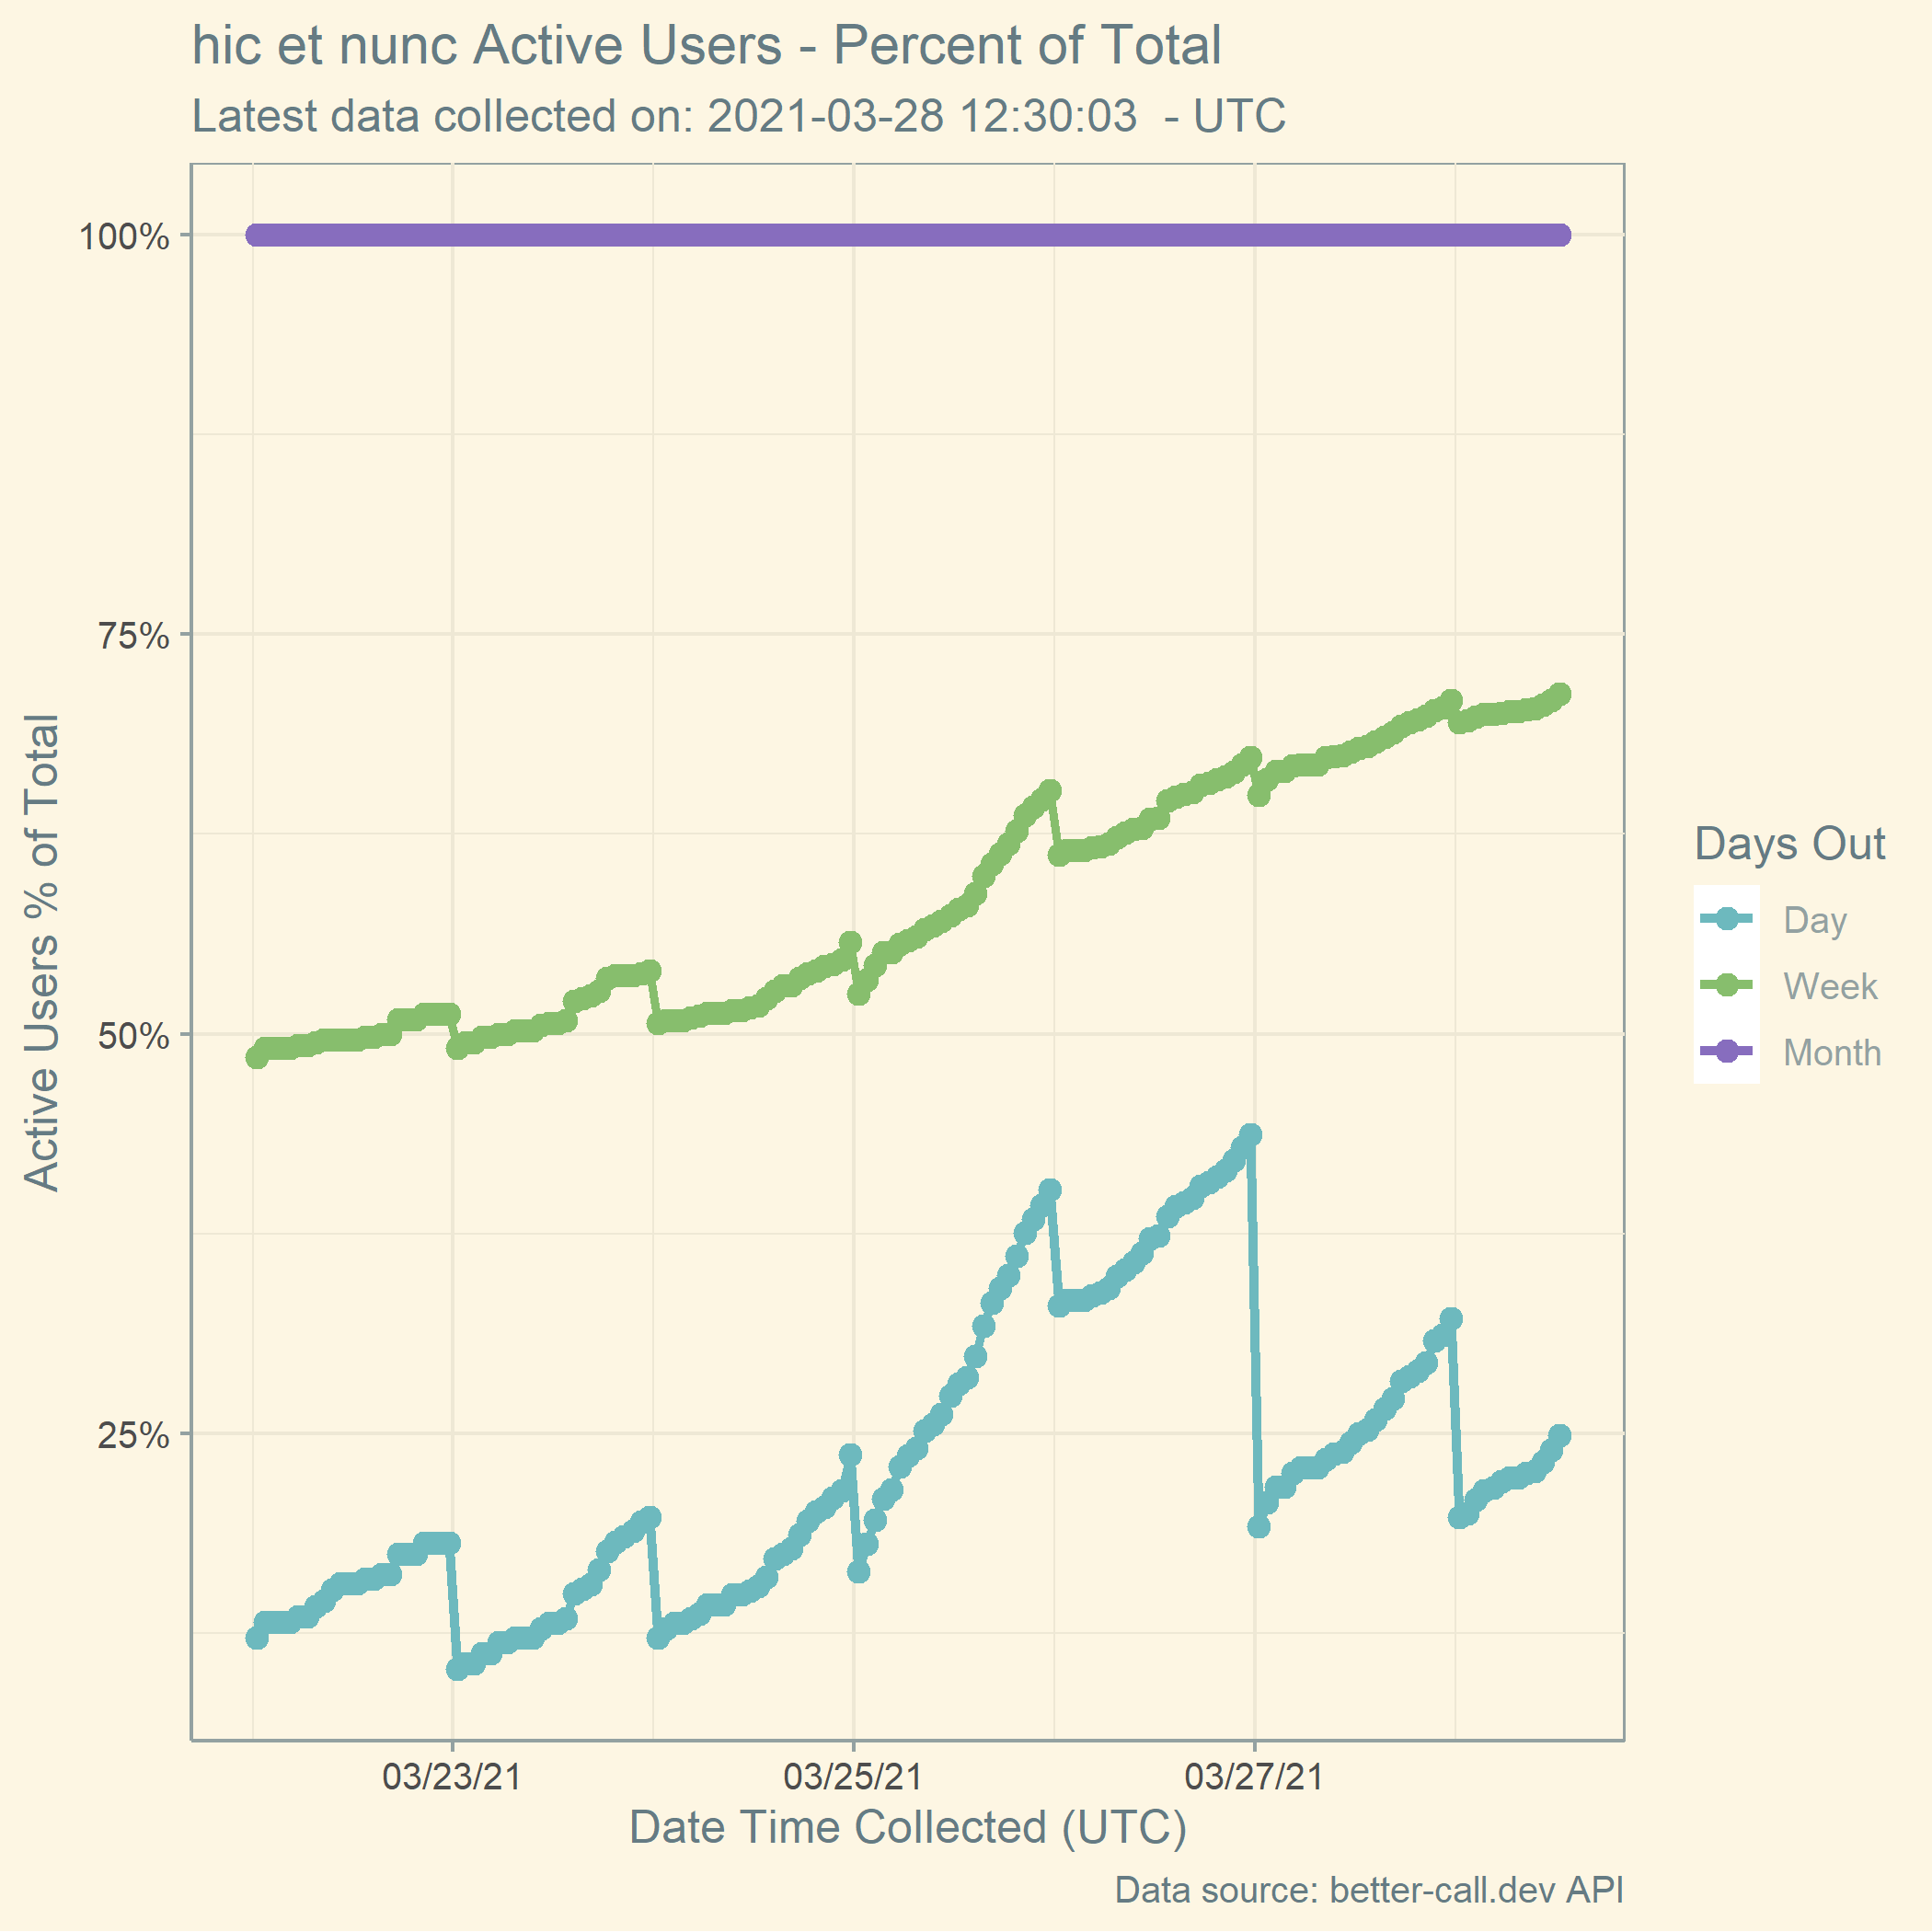 hic et nunc Active Users - Percent of Total
Latest data collected on: 2021-03-28 12:30:03  - UTC
Active Users % of Total
100%
75%
50%
25%
03/23/21
03/25/21
03/27/21
Date Time Collected (UTC)
Days Out
Day
Week
Month
Data source: better-call.dev API